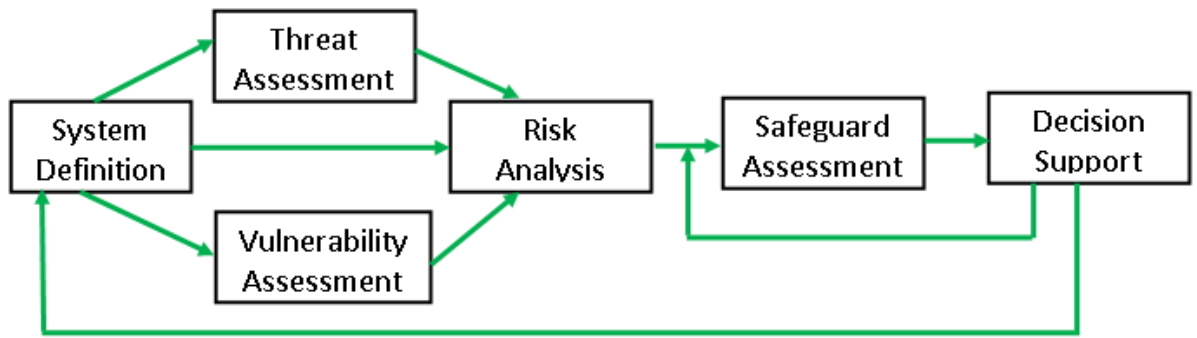 Threat
Assessment
System
Definition
Risk
Analysis
Safeguard
Assessment
Decision
Support
Vulnerability
Assessment